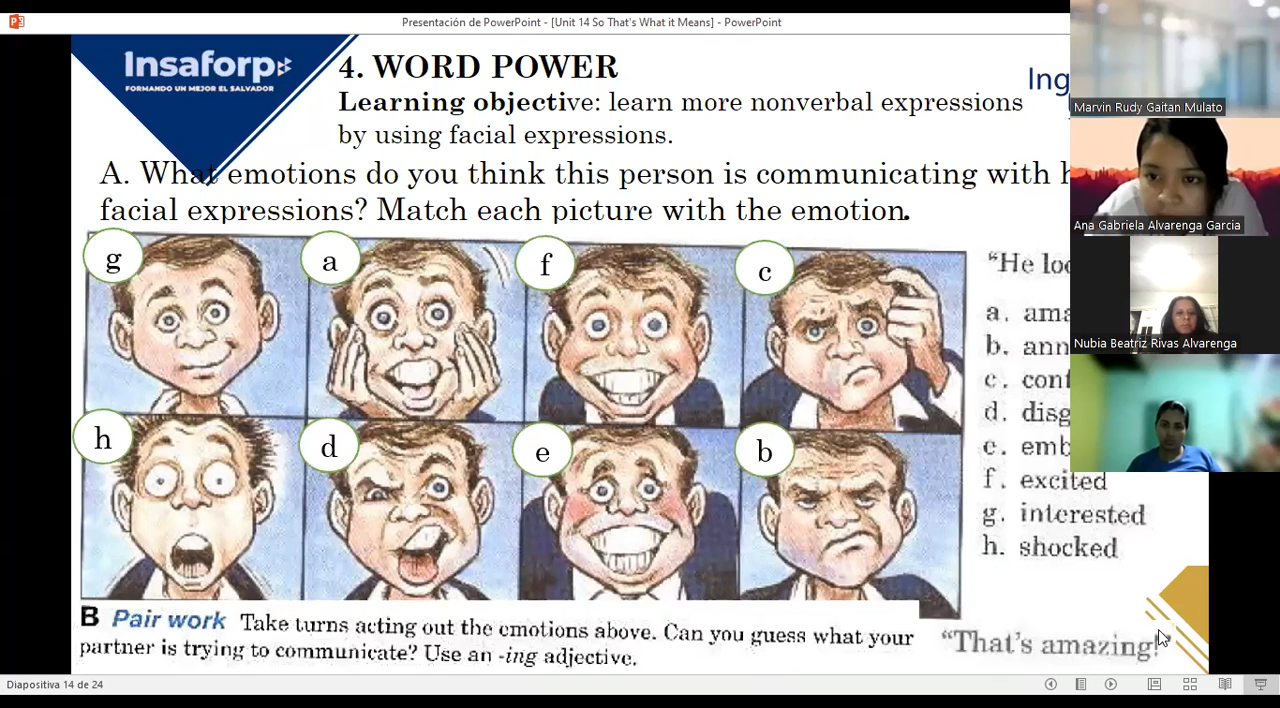 Presentación de PowerPoint - [Unit 14 So That's What it Means] - PowerPoint
Insaforp
FORMANDO UN MEJOR EL SALVADOR
4. WORD POWER
Ing
Learning objective: learn more nonverbal expressions
by using facial expressions.
A. What emotions do you think this person is communicating with h
facial expressions? Match each picture with the emotion.
g
a
f
c
h
d
e
b
"He loo
a. ama
b. ann
c. conf
d. disg
e. emb
f. excited
g. interested
h. shocked
B Pair work Take turns acting out the emotions above. Can you guess what your
partner is trying to communicate? Use an -ing adjective.
"That's amazing!"
Marvin Rudy Gaitan Mulato
Ana Gabriela Alvarenga Garcia
Nubia Beatriz Rivas Alvarenga
Diapositiva 14 de 24